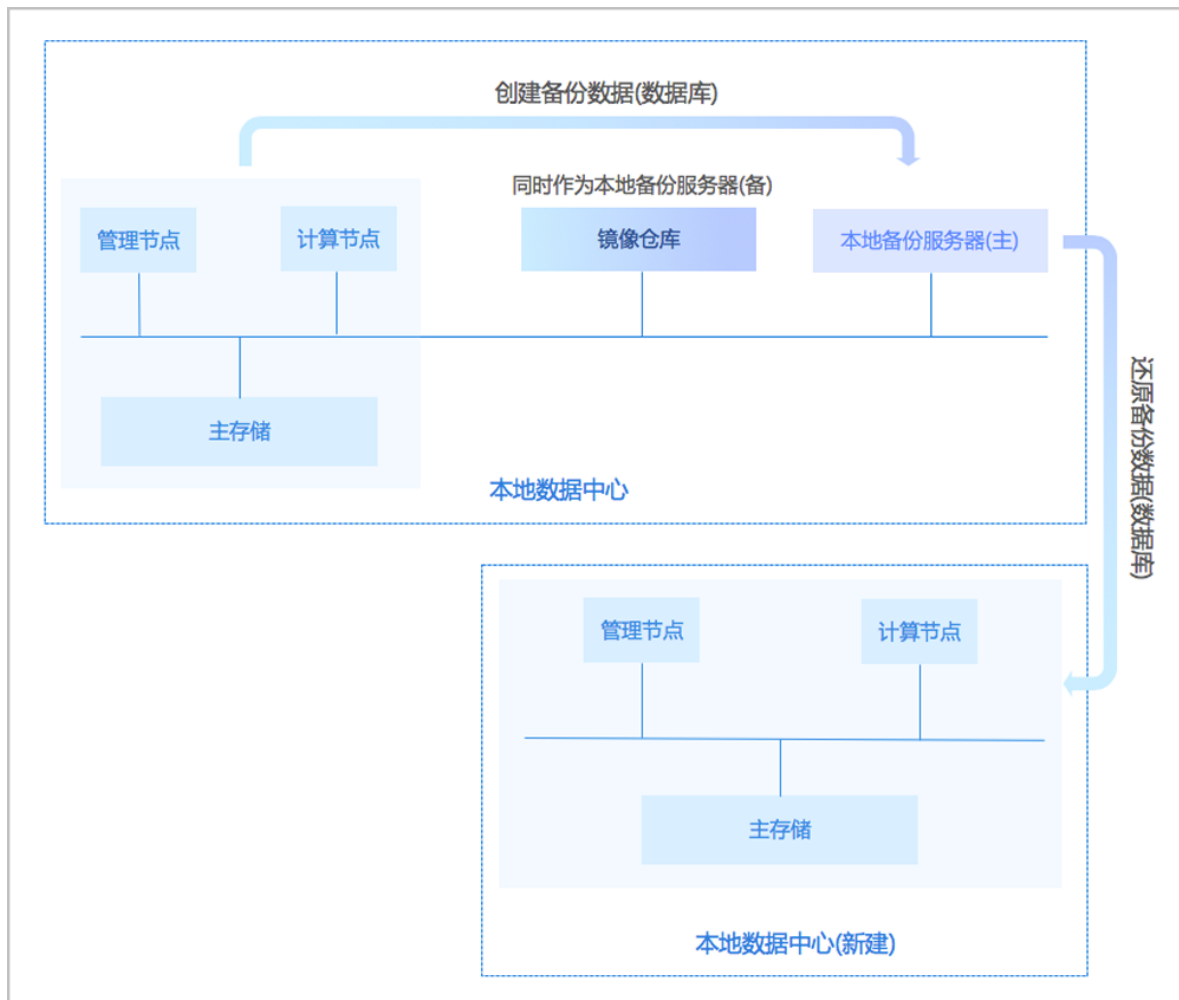 创建备份数据(数据库)
同时作为本地备份服务器(备)
管理节点
计算节点
镜像仓库
本地备份服务器(主)
主存储
本地数据中心
还原备份数据(数据库)
管理节点
计算节点
主存储
本地数据中心(新建)